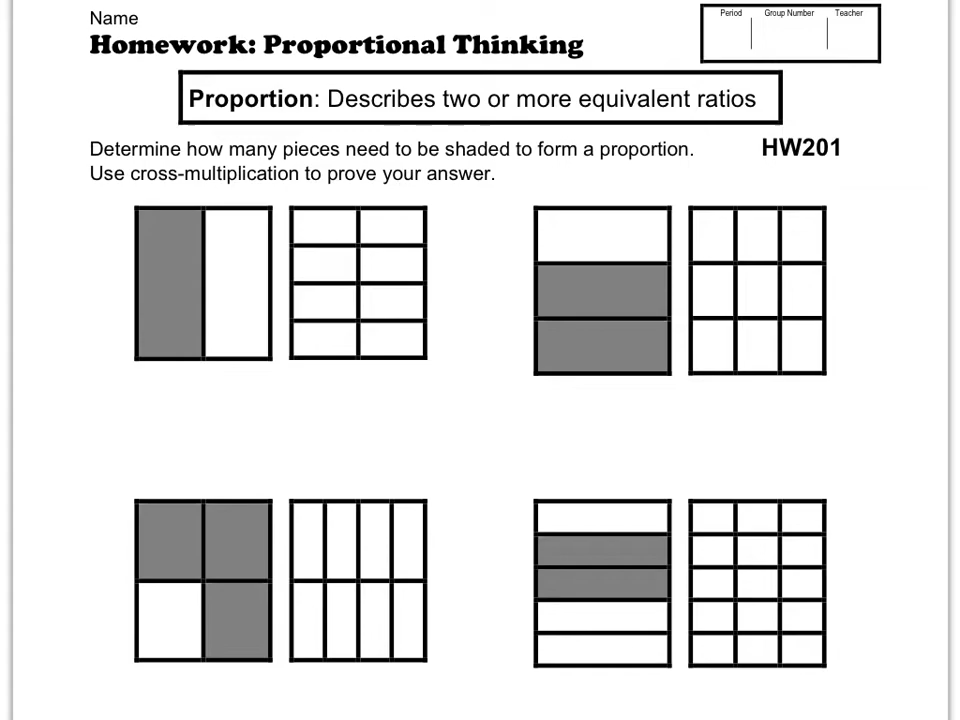 Name
Period Group Number Teacher
Homework: Proportional Thinking
Proportion: Describes two or more equivalent ratios
Determine how many pieces need to be shaded to form a proportion.
HW201
Use cross-multiplication to prove your answer.